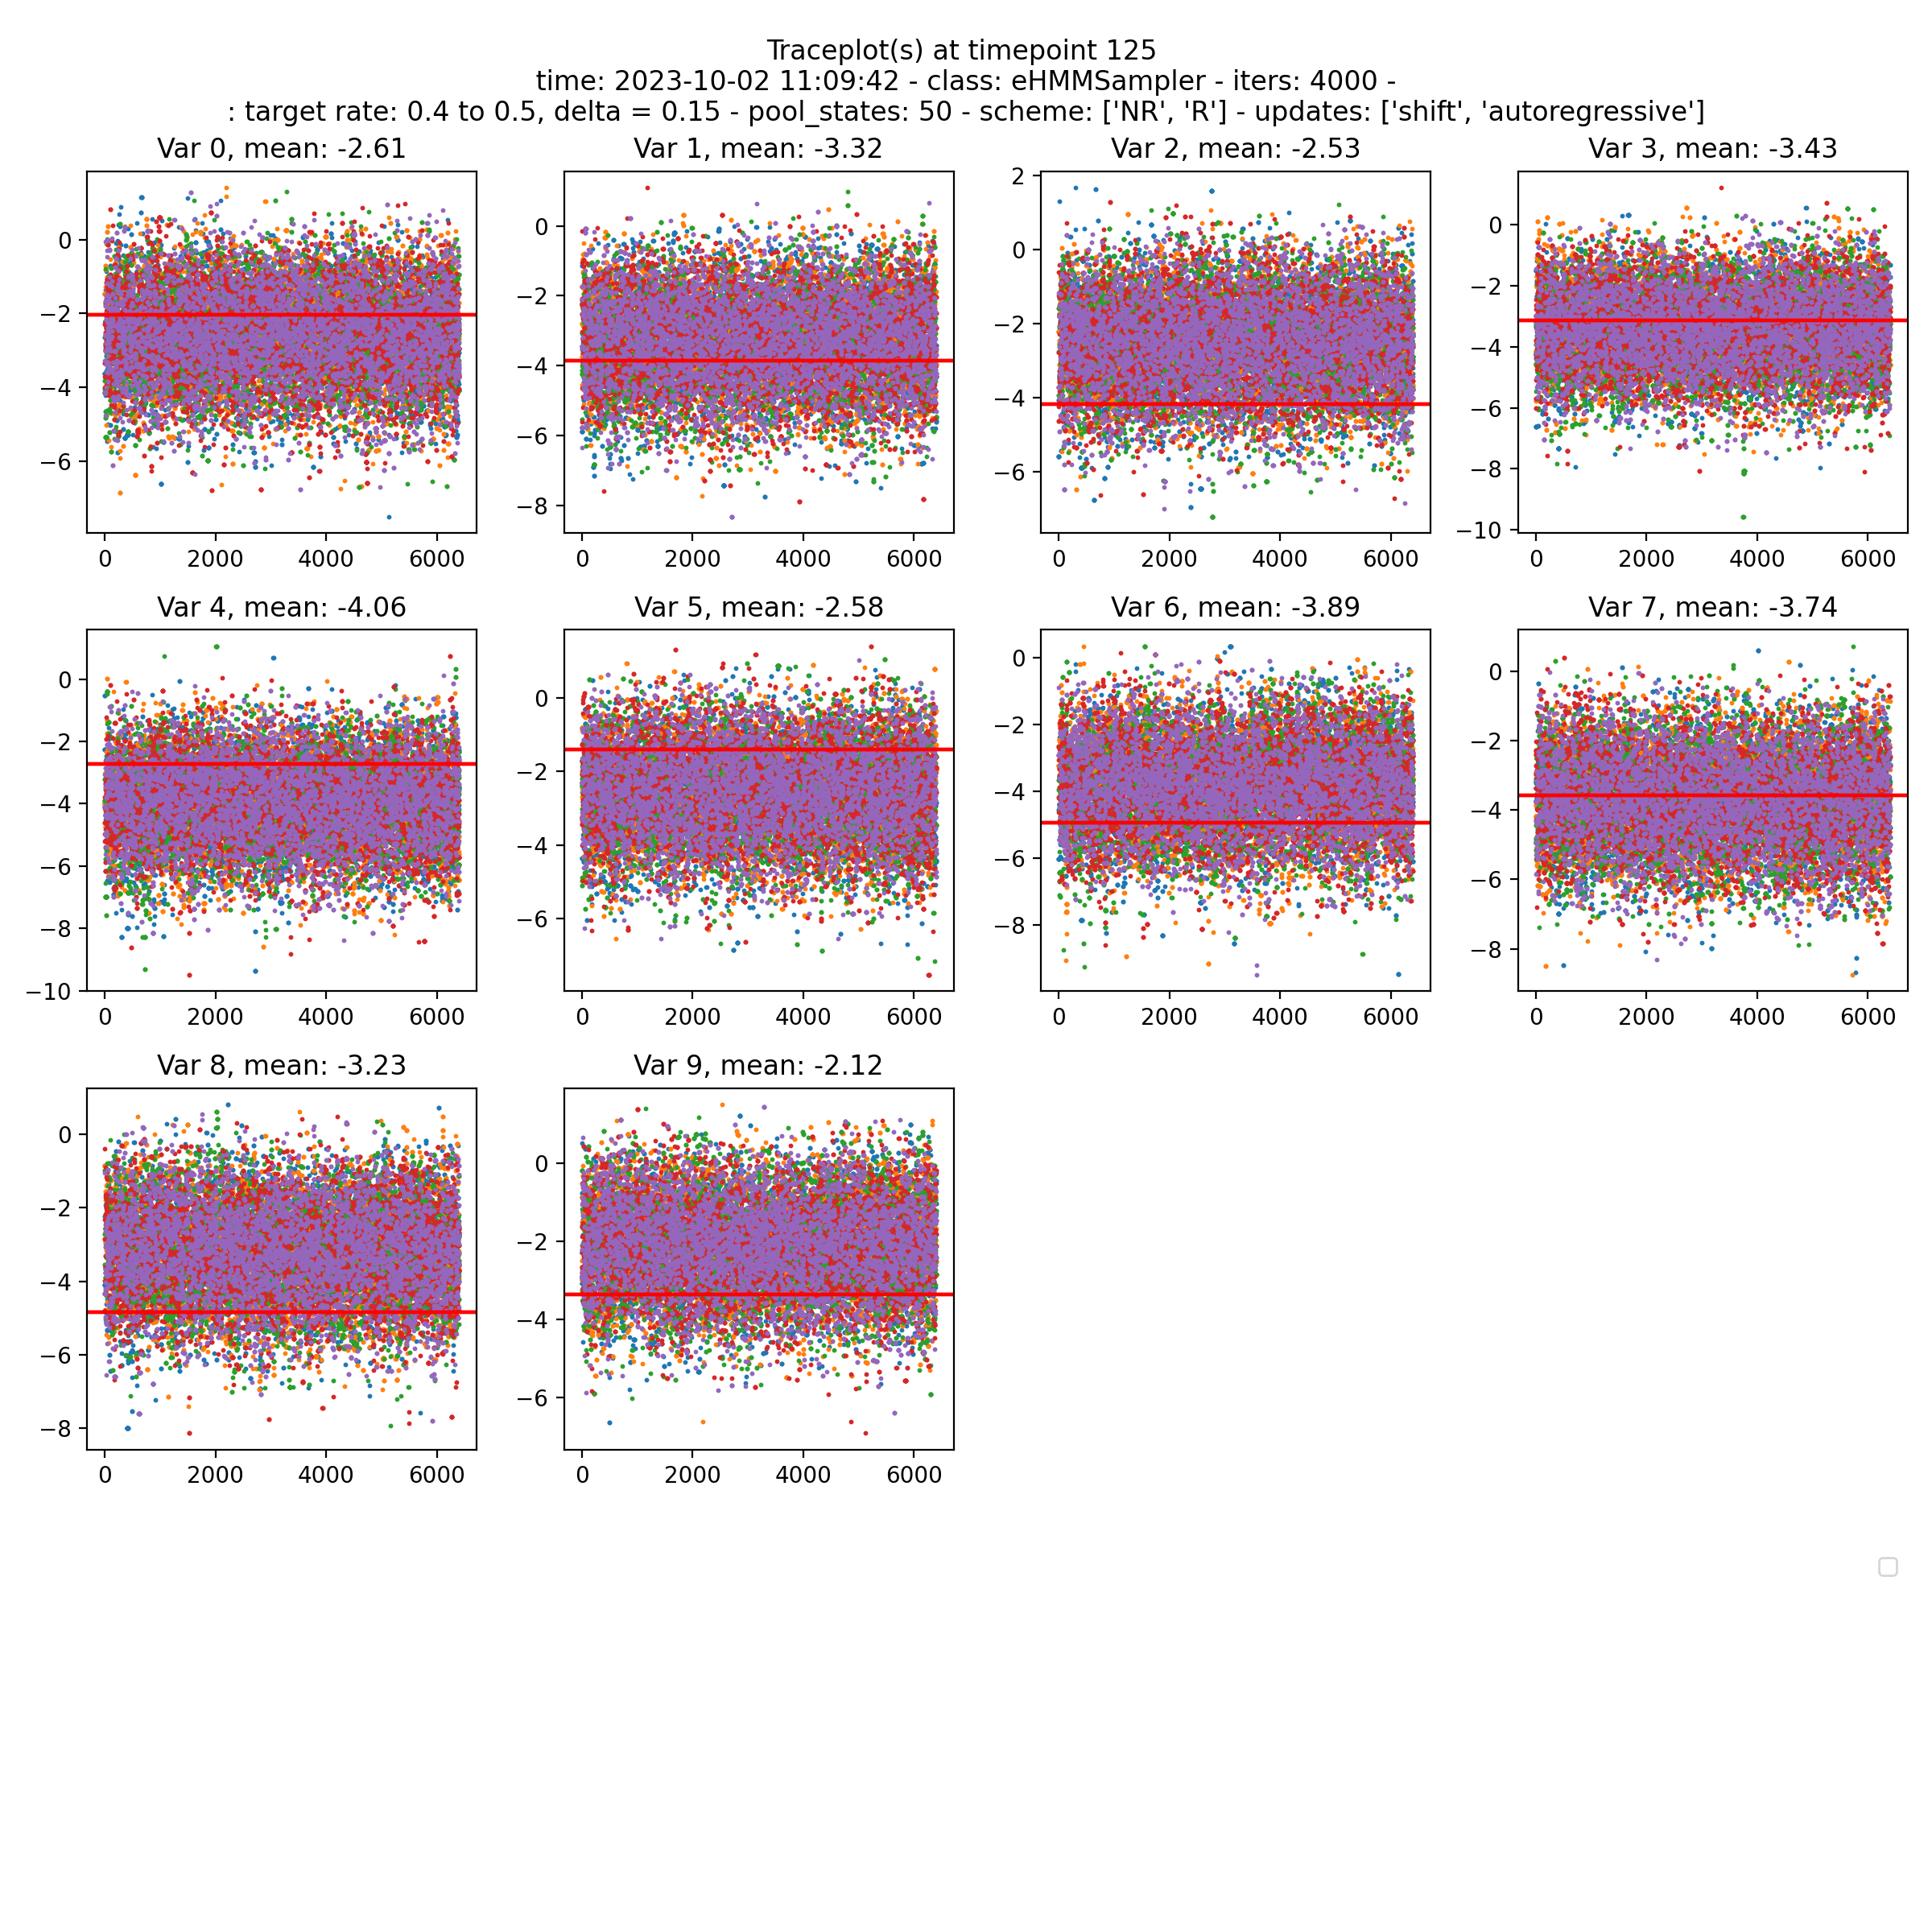 Traceplot(s) at timepoint 125
time: 2023-10-02 11:09:42 - class: eHMMSampler - iters: 4000 -
: target rate: 0.4 to 0.5, delta = 0.15 - pool_states: 50 - scheme: ['NR', 'R'] - updates: ['shift', 'autoregressive']
Var 0, mean: -2.61
0
−2
−4
−6
0 2000 4000 6000
Var 1, mean: -3.32
0
−2
−4
−6
−8
0 2000 4000 6000
Var 2, mean: -2.53
2
0
−2
−4
−6
0 2000 4000 6000
Var 3, mean: -3.43
0
−2
−4
−6
−8
−10
0 2000 4000 6000
Var 4, mean: -4.06
0
−2
−4
−6
−8
−10
0 2000 4000 6000
Var 5, mean: -2.58
0
−2
−4
−6
0 2000 4000 6000
Var 6, mean: -3.89
0
−2
−4
−6
−8
0 2000 4000 6000
Var 7, mean: -3.74
0
−2
−4
−6
−8
0 2000 4000 6000
Var 8, mean: -3.23
0
−2
−4
−6
−8
0 2000 4000 6000
Var 9, mean: -2.12
0
−2
−4
−6
0 2000 4000 6000